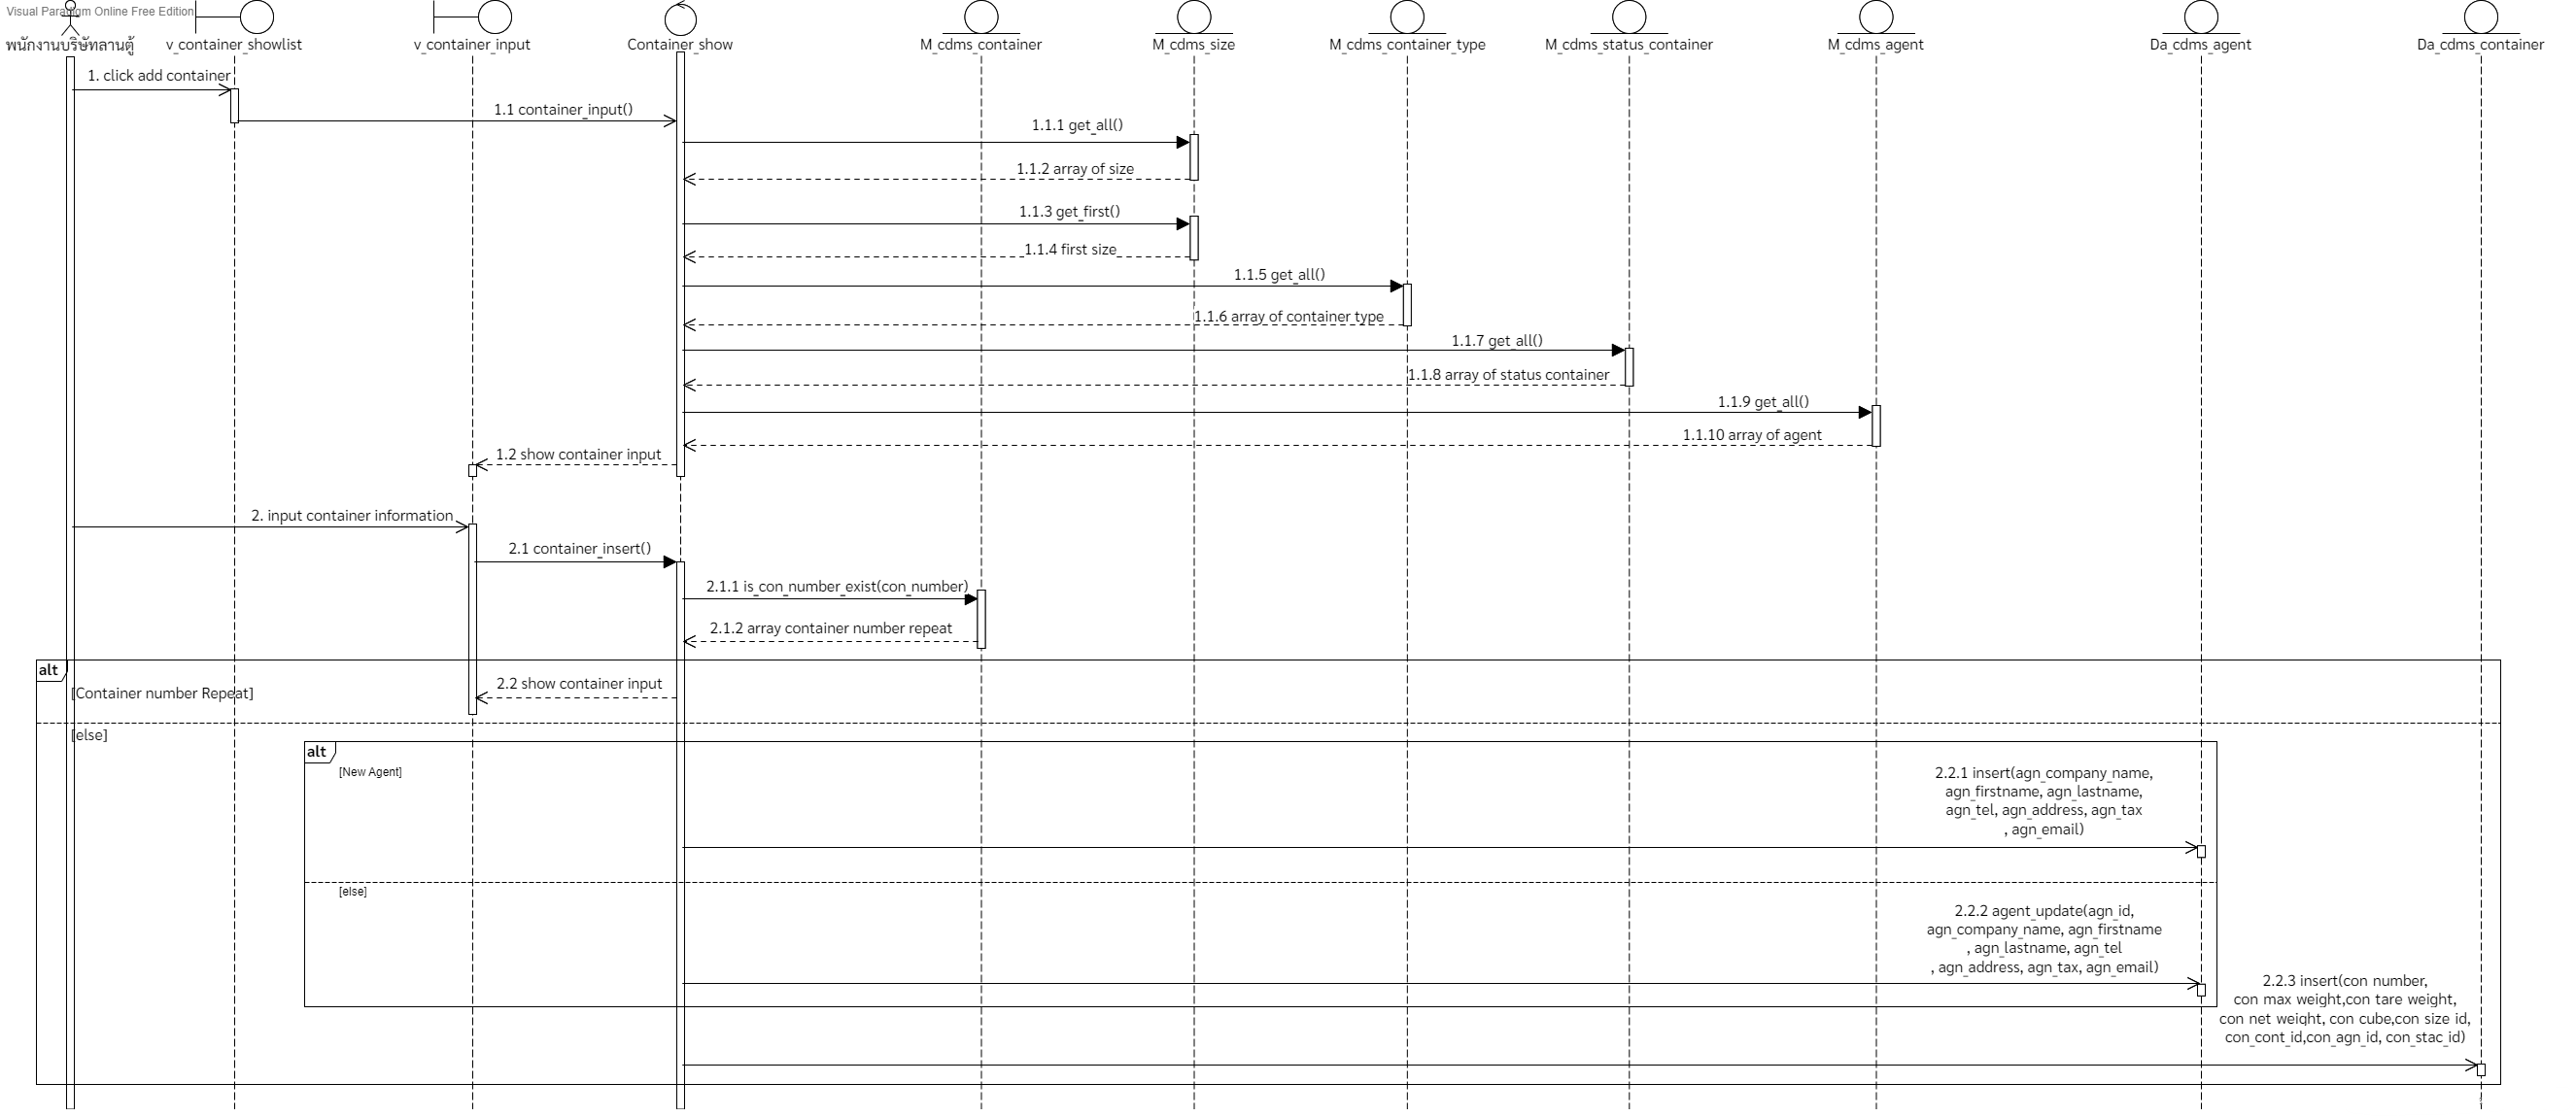 Visual Paradigm Online Free Edition
พนักงานบริษัทลานตู้
v_container_showlist
v_container_input
Container_show
M_cdms_container
M_cdms_size
M_cdms_container_type
M_cdms_status_container
M_cdms_agent
Da_cdms_agent
Da_cdms_container
1. click add container
1.1 container_input()
1.1.1 get_all()
1.1.2 array of size
1.1.3 get_first()
1.1.4 first size
1.1.5 get_all()
1.1.6 array of container type
1.1.7 get_all()
1.1.8 array of status container
1.1.9 get_all()
1.1.10 array of agent
1.2 show container input
2. input container information
2.1 container_insert()
2.1.1 is_con_number_exist(con_number)
2.1.2 array container number repeat
alt
[Container number Repeat]
2.2 show container input
[else]
alt
[New Agent]
2.2.1 insert(agn_company_name,
agn_firstname, agn_lastname,
agn_tel, agn_address, agn_tax
, agn_email)
[else]
2.2.2 agent_update(agn_id,
agn_company_name, agn_firstname
, agn_lastname, agn_tel
, agn_address, agn_tax, agn_email)
2.2.3 insert(con number,
con max weight,con tare weight,
con net weight, con cube,con size id,
con_cont_id,con_agn_id, con_stac_id)